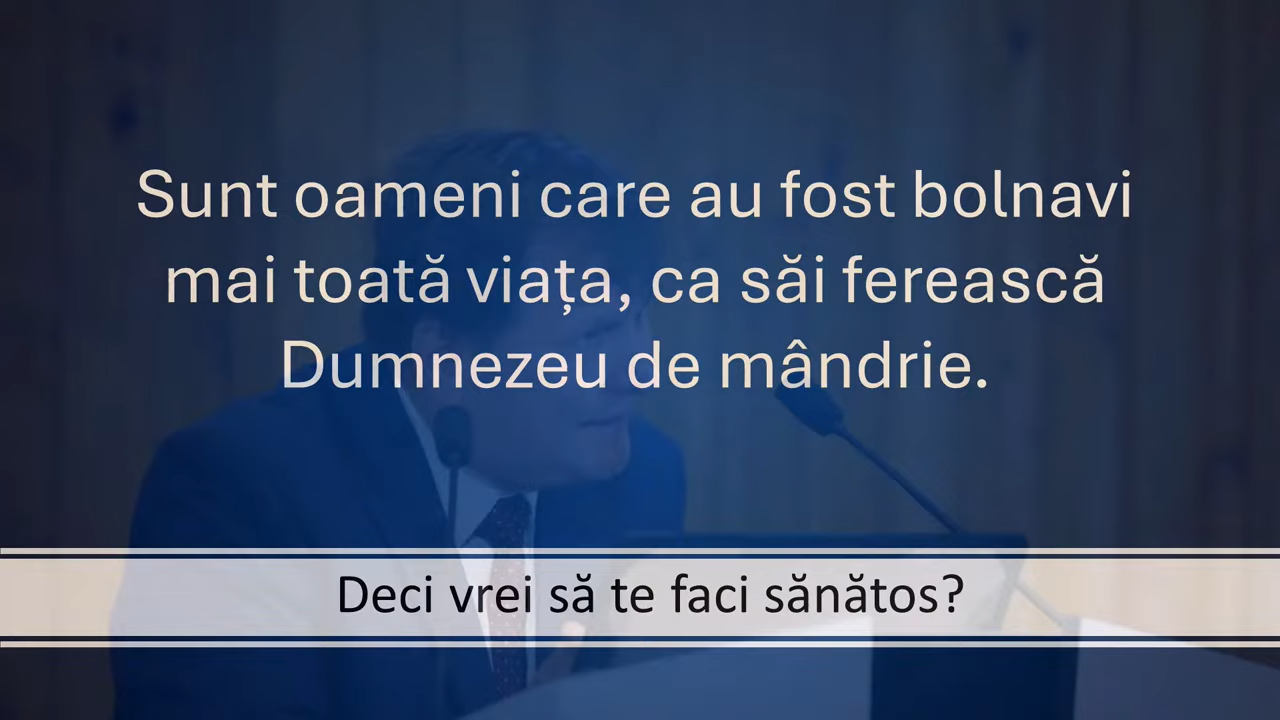 Sunt oameni care au fost bolnavi
mai toată viața, ca săi ferească
Dumnezeu de mândrie.
Deci vrei să te faci sănătos?